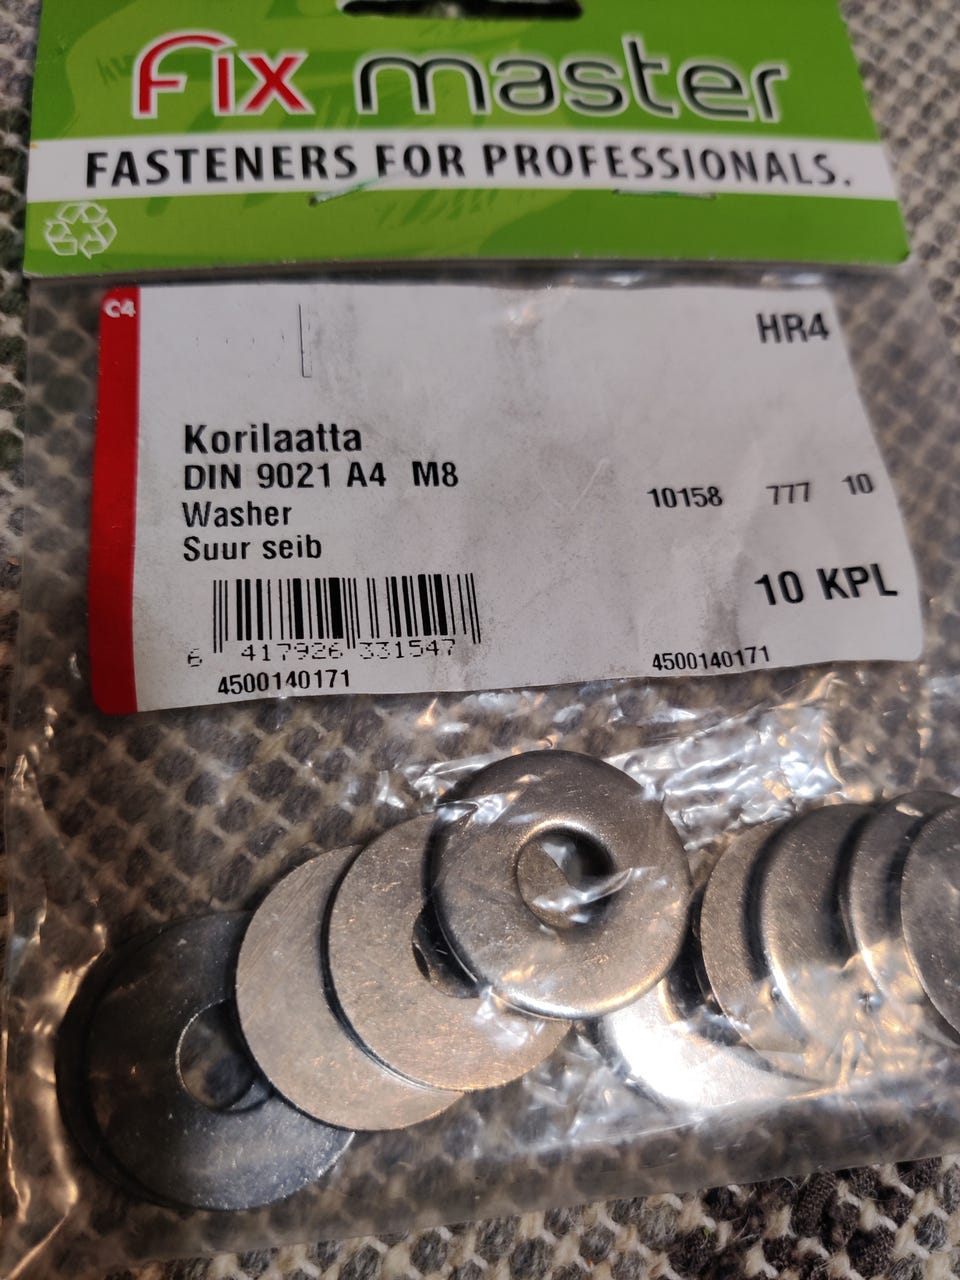 Fix master
FASTENERS FOR PROFESSIONALS.
C4
HR4
Korilaatta
DIN 9021 A4 M8
Washer
Suur seib
10158 777 10
10 KPL
6 417926 331547
4500140171
4500140171